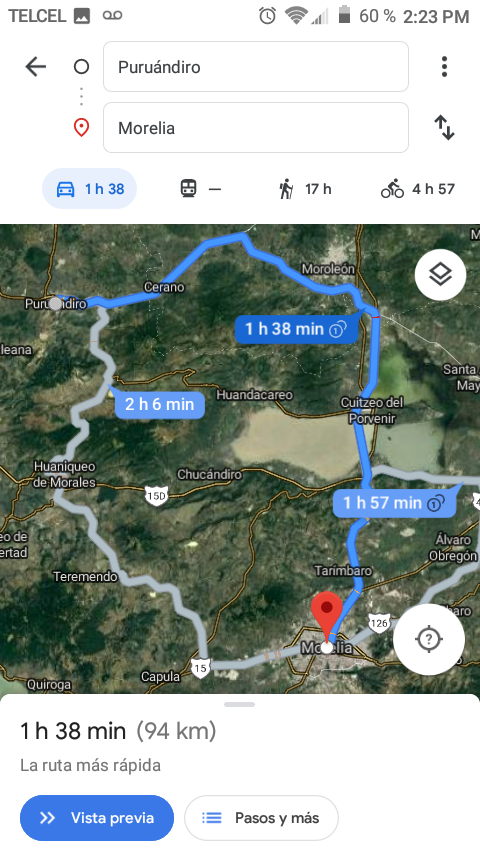 TELCEL 60 % 2:23 PM
Puruándiro
Morelia
1 h 38 — 17 h 4 h 57
Moroleón
Cerano
Puruándiro
1 h 38 min
leana
Santa
May
Huandacareo
2 h 6 min
Cuitzeo del
Porvenir
Huaniqueo
de Morales
Chucándiro
15D
1 h 57 min
eo de
ertad
Álvaro
Obregón
Teremendo
Tarímbaro
126
aro
Morelia
15
Capula
Quiroga
1 h 38 min (94 km)
La ruta más rápida
Vista previa
Pasos y más